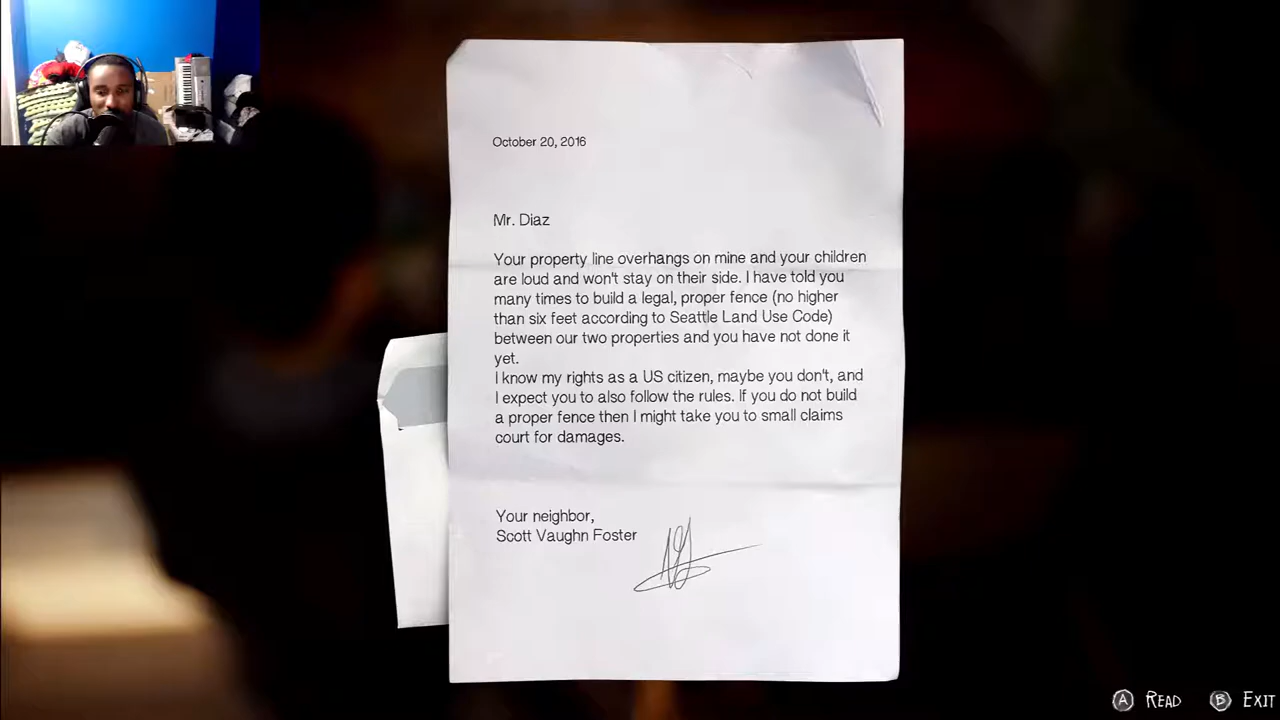 October 20, 2016
Mr. Diaz
Your property line overhangs on mine and your children
are loud and won't stay on their side. I have told you
many times to build a legal, proper fence (no higher
than six feet according to Seattle Land Use Code)
between our two properties and you have not done it
yet.
I know my rights as a US citizen, maybe you don't, and
I expect you to also follow the rules. If you do not build
a proper fence then I might take you to small claims
court for damages.
Your neighbor,
Scott Vaughn Foster
A READ B EXIT